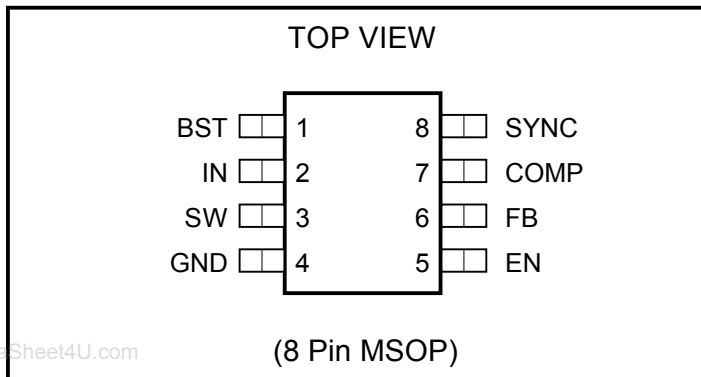 TOP VIEW
BST 1 8 SYNC
IN 2 7 COMP
SW 3 6 FB
GND 4 5 EN
(8 Pin MSOP)
aSheet4U.com